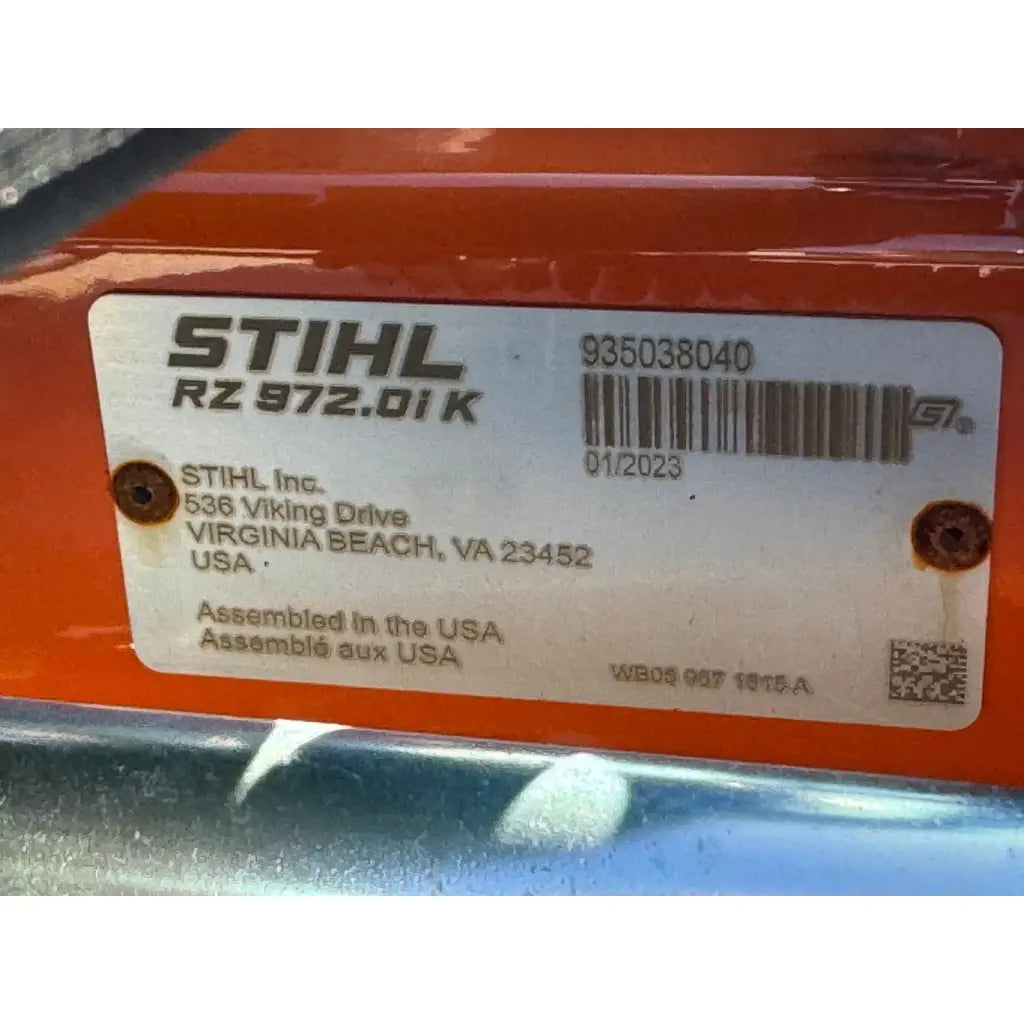 STIHL
RZ 972.0i K
935038040
01/2023
STIHL Inc.
536 Viking Drive
VIRGINIA BEACH, VA 23452
USA
Assembled in the USA
Assemblé aux USA